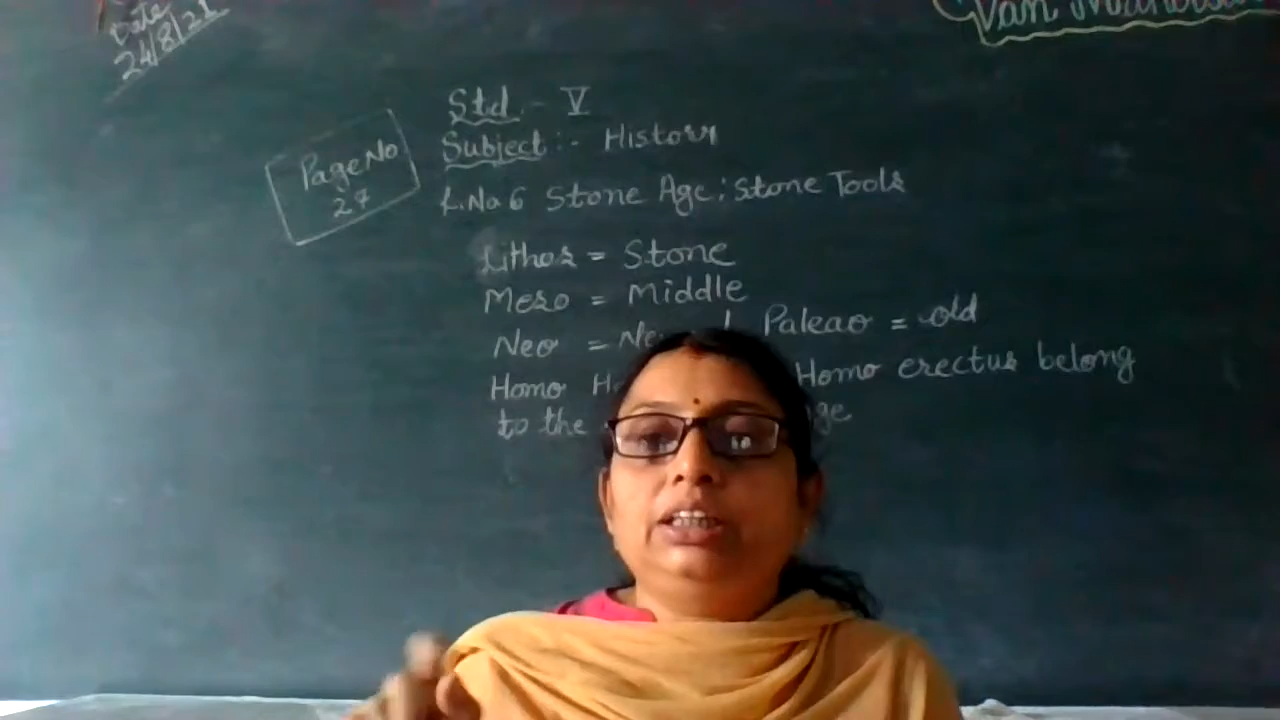 Date
24/8/21
Van
Std :- V
Subject :- History
Page No
27
L.No 6 Stone Age : Stone Tools
Lithos = Stone
Meso = Middle
Neo = Ne
Paleao = old
Homo
Homo erectus belong
to the